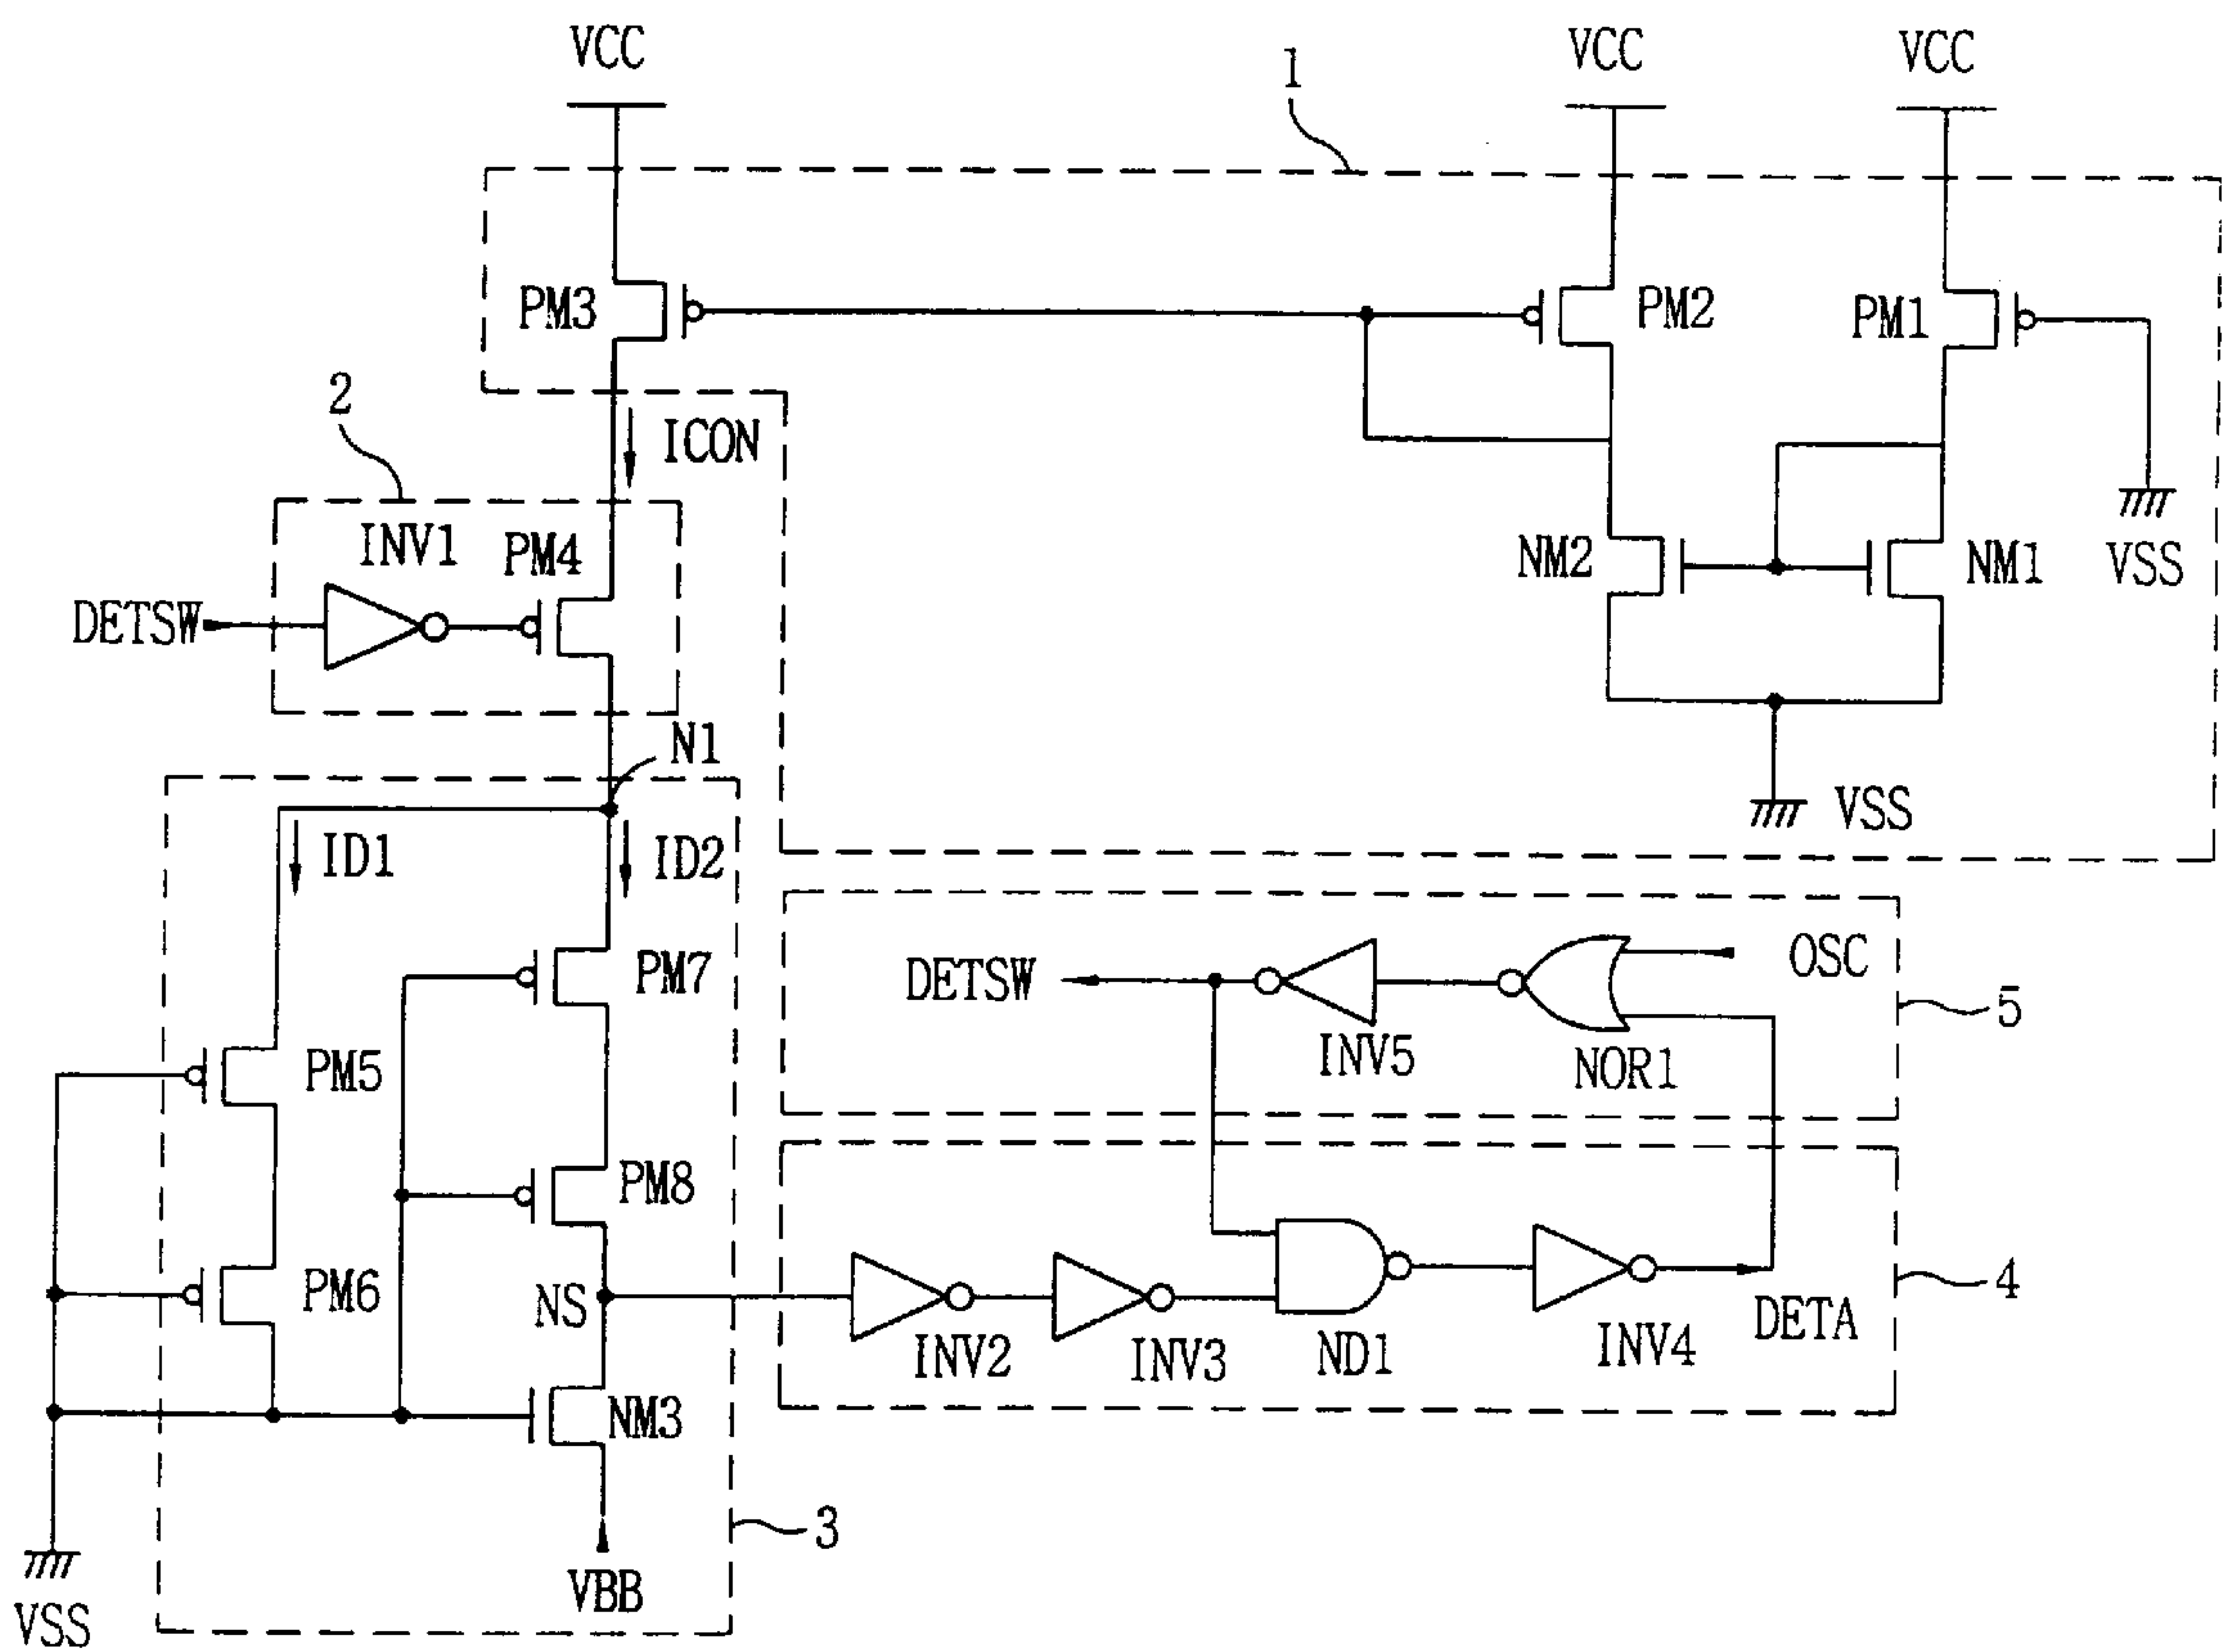 VCC
VCC
VCC
1
PM3
PM2
PM1
2
ICON
INV1
PM4
NM2
NM1
VSS
DETSW
N1
VSS
ID1
ID2
DETSW
OSC
PM7
5
INV5
NOR1
PM5
PM8
PM6
NS
4
INV2
INV3
ND1
INV4
DETA
NM3
3
VBB
VSS